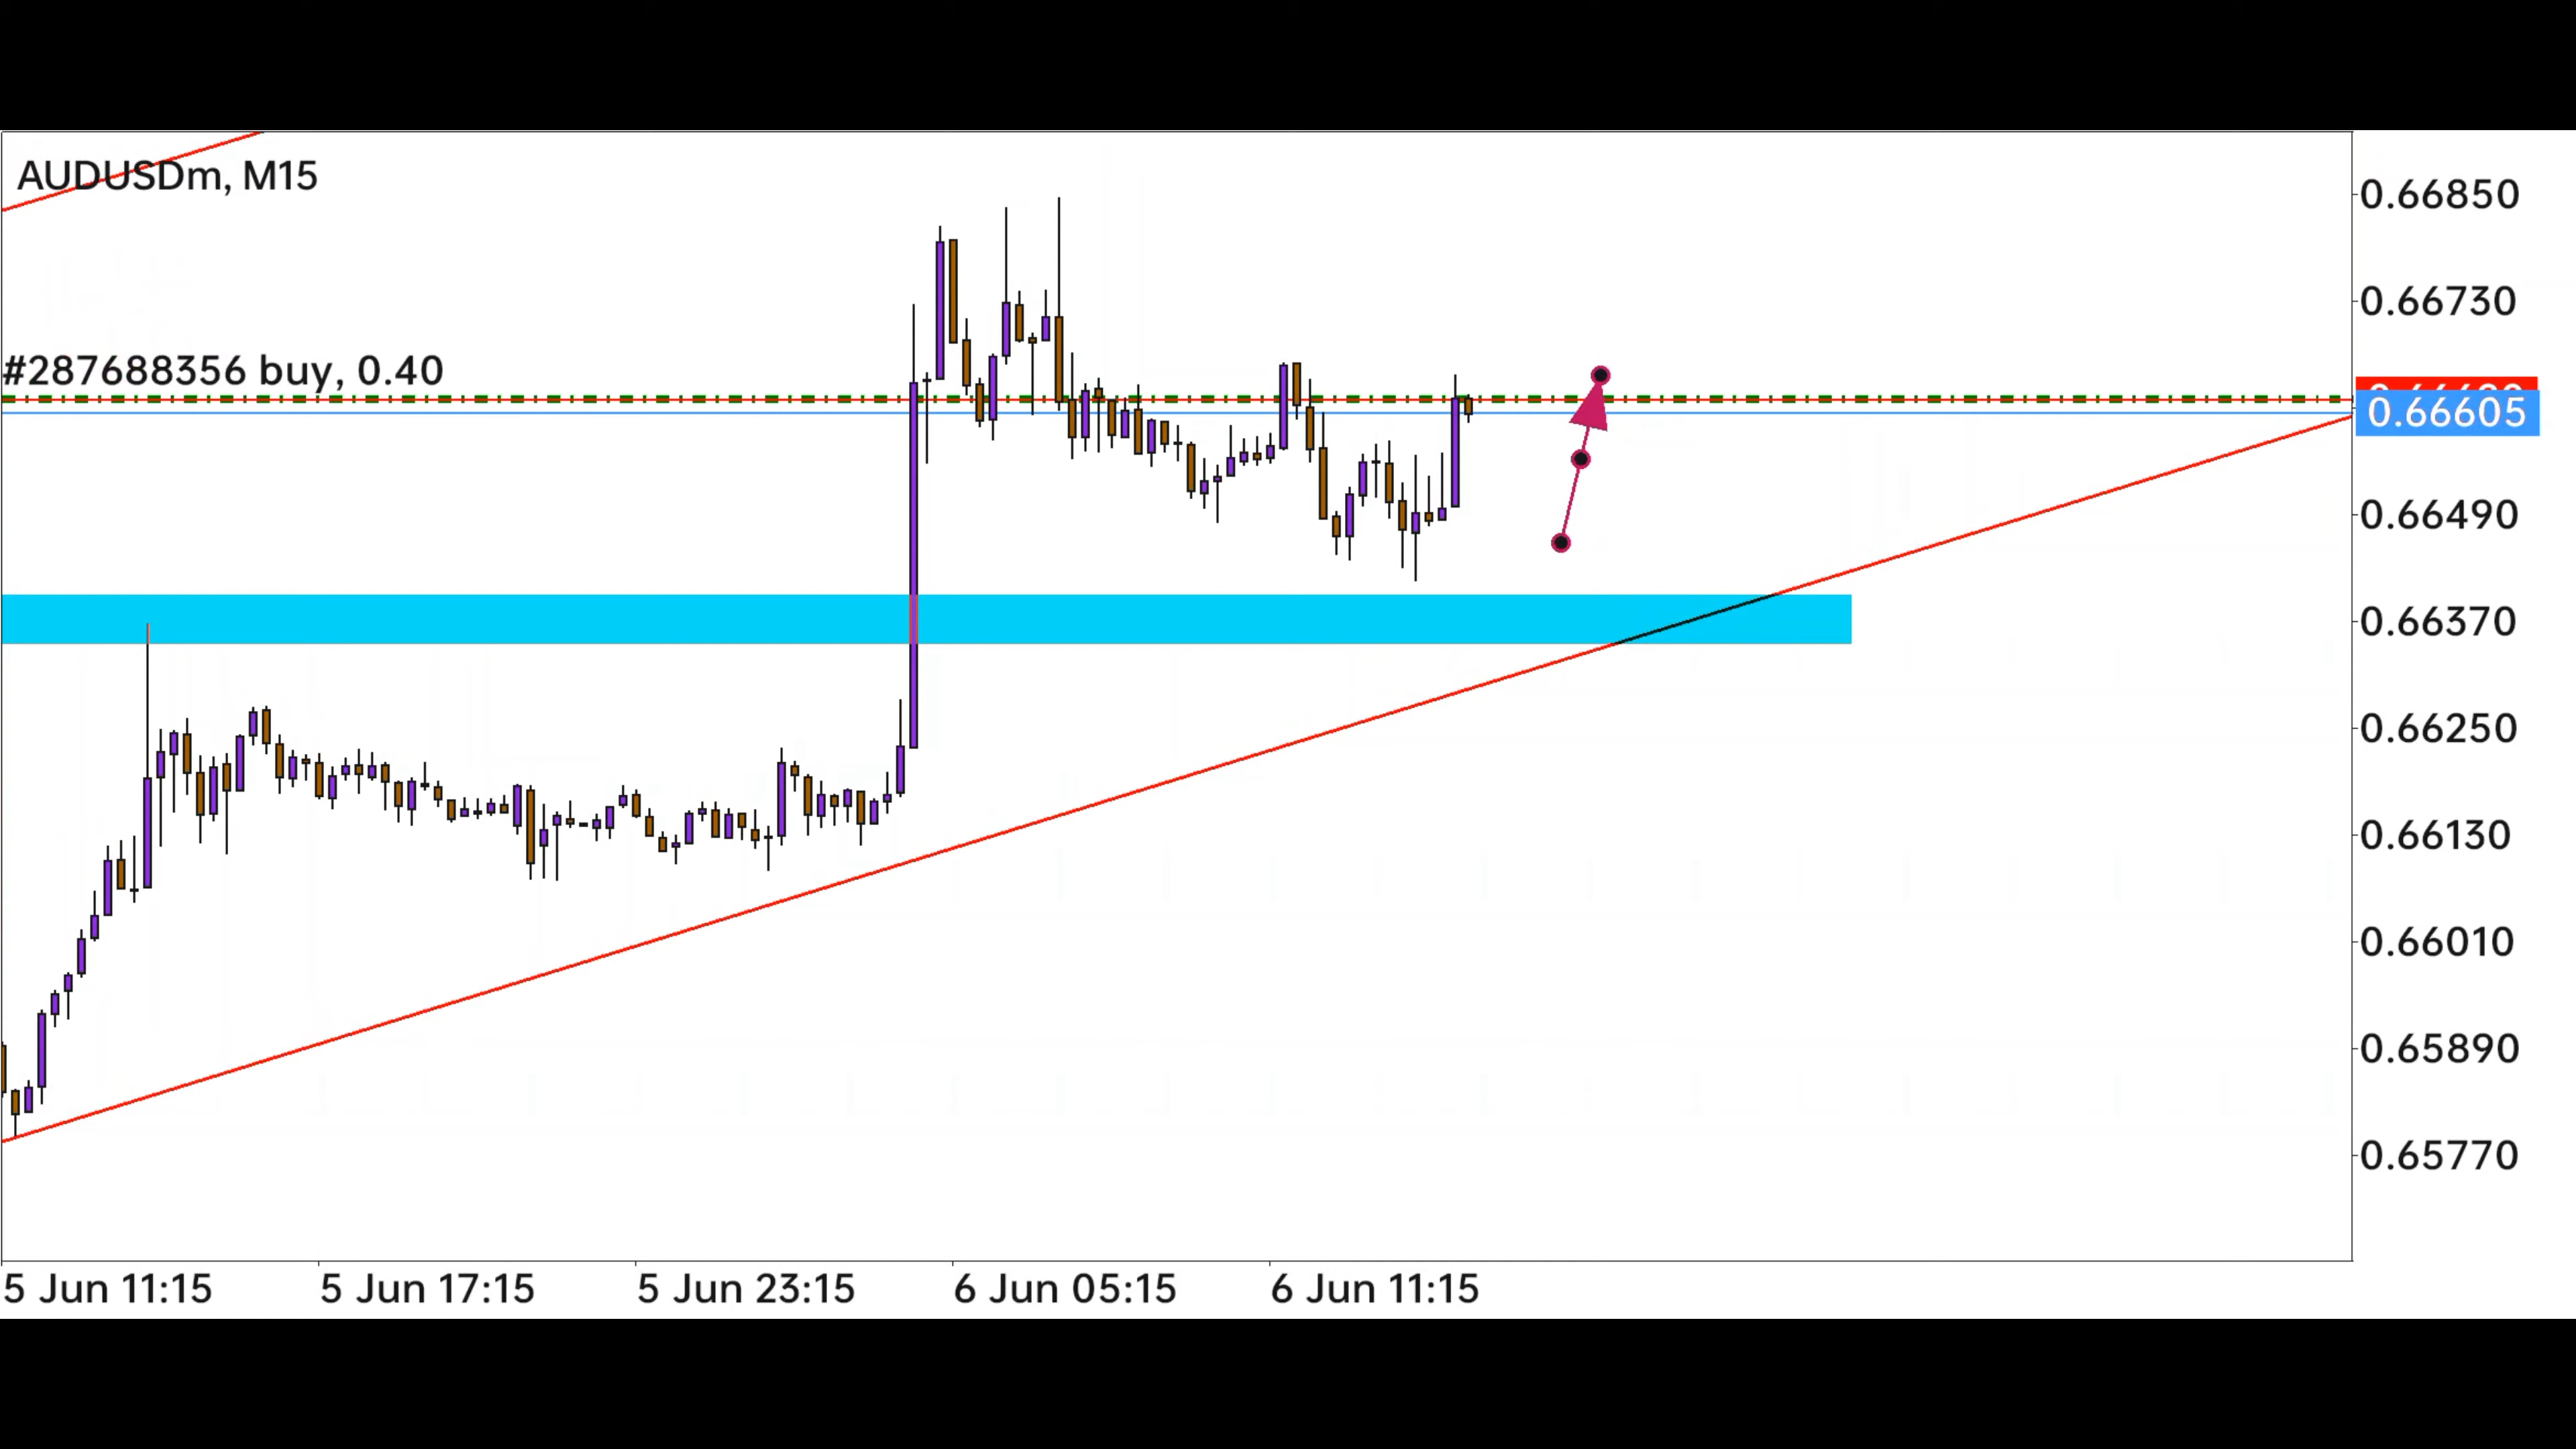 AUDUSDm, M15
0.66850
0.66730
#287688356 buy, 0.40
0.66605
0.66490
0.66370
0.66250
0.66130
0.66010
0.65890
0.65770
5 Jun 11:15
5 Jun 17:15
5 Jun 23:15
6 Jun 05:15
6 Jun 11:15